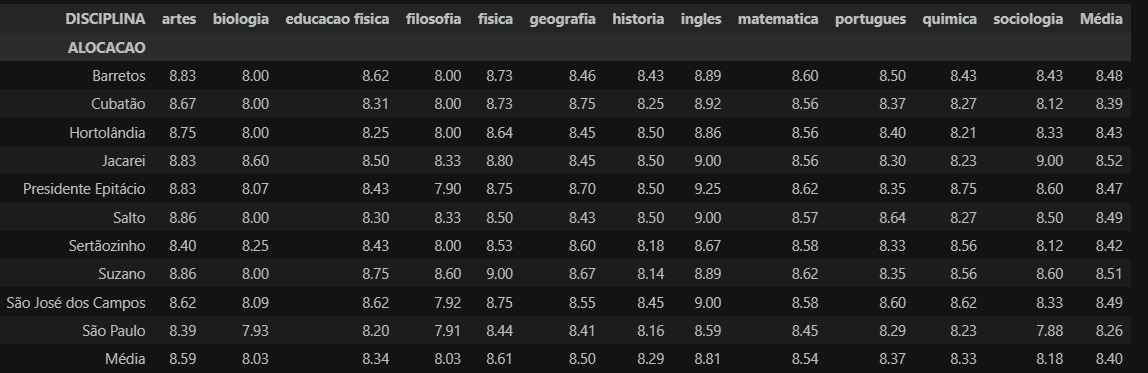 DISCIPLINA artes biologia educacao fisica filosofia fisica geografia historia ingles matematica portugues quimica sociologia Média
ALOCACAO
Barretos 8.83 8.00 8.62 8.00 8.73 8.46 8.43 8.89 8.60 8.50 8.43 8.43 8.48
Cubatão 8.67 8.00 8.31 8.00 8.73 8.75 8.25 8.92 8.56 8.37 8.27 8.12 8.39
Hortolândia 8.75 8.00 8.25 8.00 8.64 8.45 8.50 8.86 8.56 8.40 8.21 8.33 8.43
Jacarei 8.83 8.60 8.50 8.33 8.80 8.45 8.50 9.00 8.56 8.30 8.23 9.00 8.52
Presidente Epitácio 8.83 8.07 8.43 7.90 8.75 8.70 8.50 9.25 8.62 8.35 8.75 8.60 8.47
Salto 8.86 8.00 8.30 8.33 8.50 8.43 8.50 9.00 8.57 8.64 8.27 8.50 8.49
Sertãozinho 8.40 8.25 8.43 8.00 8.53 8.60 8.18 8.67 8.58 8.33 8.56 8.12 8.42
Suzano 8.86 8.00 8.75 8.60 9.00 8.67 8.14 8.89 8.62 8.35 8.56 8.60 8.51
São José dos Campos 8.62 8.09 8.62 7.92 8.75 8.55 8.45 9.00 8.58 8.60 8.62 8.33 8.49
São Paulo 8.39 7.93 8.20 7.91 8.44 8.41 8.16 8.59 8.45 8.29 8.23 7.88 8.26
Média 8.59 8.03 8.34 8.03 8.61 8.50 8.29 8.81 8.54 8.37 8.33 8.18 8.40